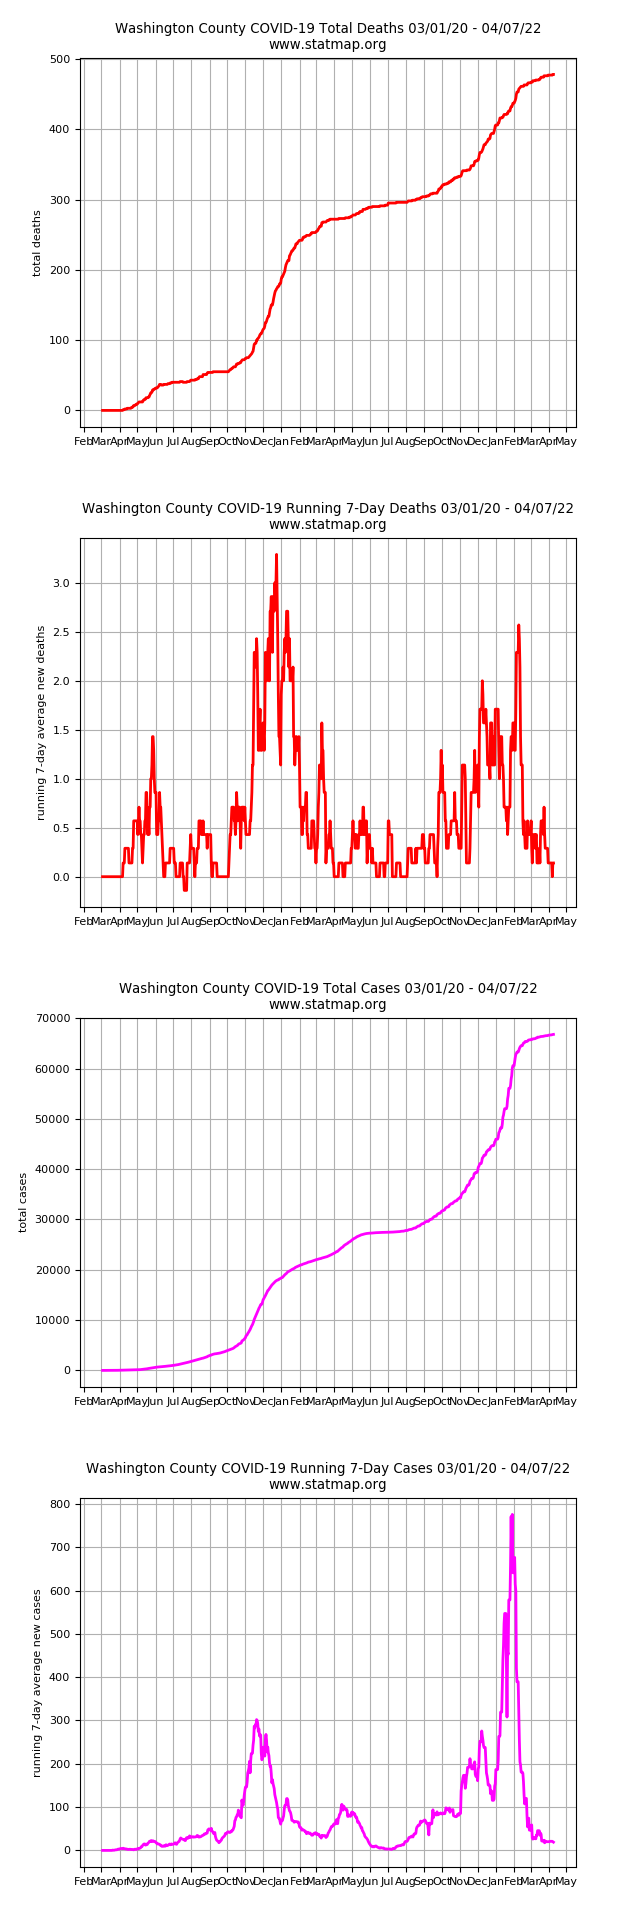 Washington County COVID-19 Total Deaths 03/01/20 - 04/07/22
www.statmap.org
500
400
300
200
100
0
total deaths
Feb Mar Apr May Jun Jul Aug Sep Oct Nov Dec Jan Feb Mar Apr May Jun Jul Aug Sep Oct Nov Dec Jan Feb Mar Apr May
Washington County COVID-19 Running 7-Day Deaths 03/01/20 - 04/07/22
www.statmap.org
3.0
2.5
2.0
1.5
1.0
0.5
0.0
running 7-day average new deaths
Feb Mar Apr May Jun Jul Aug Sep Oct Nov Dec Jan Feb Mar Apr May Jun Jul Aug Sep Oct Nov Dec Jan Feb Mar Apr May
Washington County COVID-19 Total Cases 03/01/20 - 04/07/22
www.statmap.org
70000
60000
50000
40000
30000
20000
10000
0
total cases
Feb Mar Apr May Jun Jul Aug Sep Oct Nov Dec Jan Feb Mar Apr May Jun Jul Aug Sep Oct Nov Dec Jan Feb Mar Apr May
Washington County COVID-19 Running 7-Day Cases 03/01/20 - 04/07/22
www.statmap.org
800
700
600
500
400
300
200
100
0
running 7-day average new cases
Feb Mar Apr May Jun Jul Aug Sep Oct Nov Dec Jan Feb Mar Apr May Jun Jul Aug Sep Oct Nov Dec Jan Feb Mar Apr May